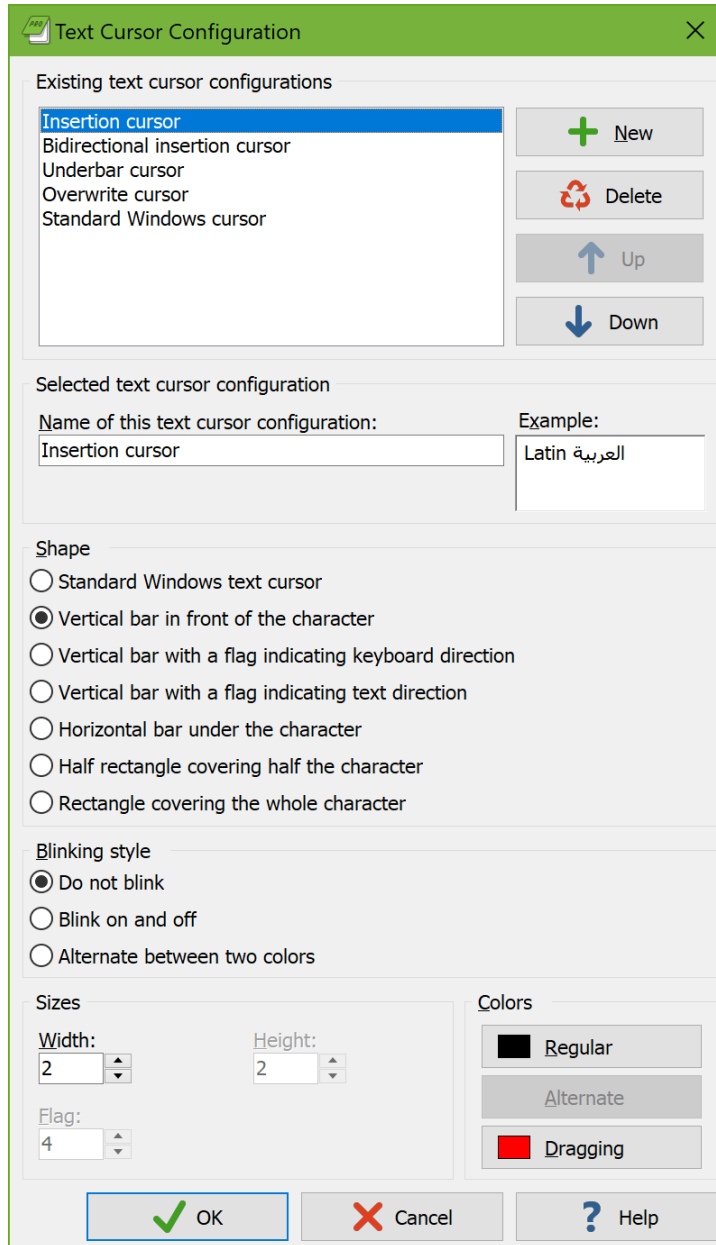 PRO
Text Cursor Configuration
Existing text cursor configurations
Insertion cursor
Bidirectional insertion cursor
Underbar cursor
Overwrite cursor
Standard Windows cursor
New
Delete
Up
Down
Selected text cursor configuration
Name of this text cursor configuration:
Example:
Insertion cursor
Latin العربية
Shape
Standard Windows text cursor
Vertical bar in front of the character
Vertical bar with a flag indicating keyboard direction
Vertical bar with a flag indicating text direction
Horizontal bar under the character
Half rectangle covering half the character
Rectangle covering the whole character
Blinking style
Do not blink
Blink on and off
Alternate between two colors
Sizes
Width:
Height:
2
2
Flag:
4
Colors
Regular
Alternate
Dragging
OK
Cancel
? Help